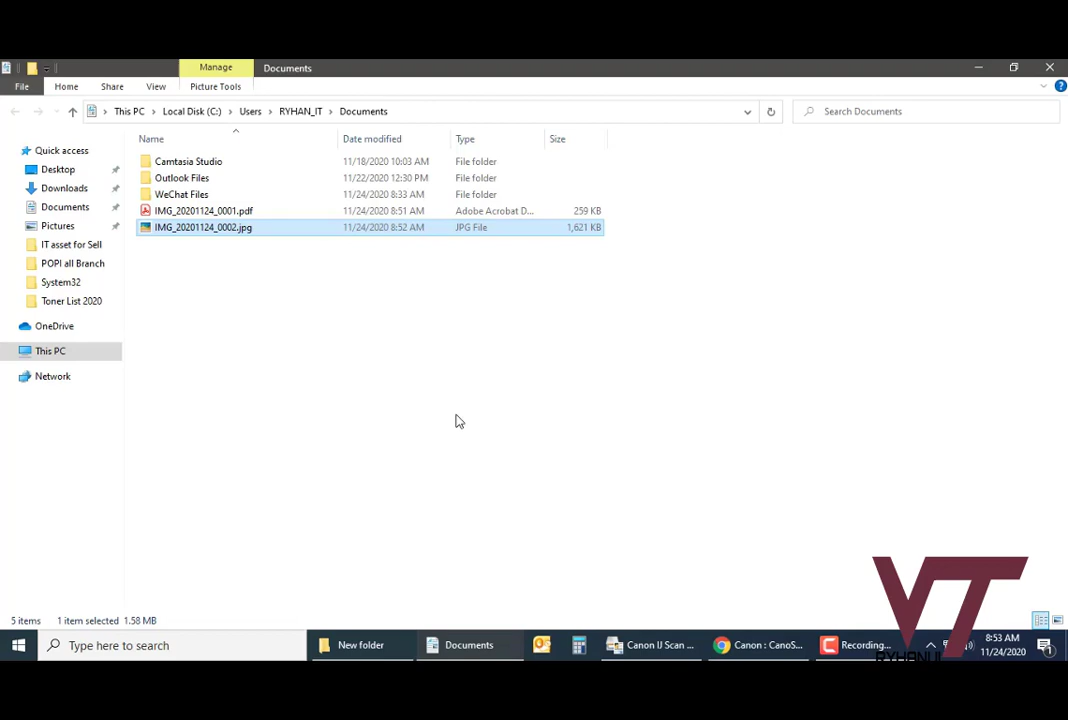 Manage
Documents
File
Home
Share
View
Picture Tools
This PC > Local Disk (C:) > Users > RYHAN_IT > Documents
Search Documents
Name
Date modified
Type
Size
Quick access
Desktop
Downloads
Documents
Pictures
IT asset for Sell
POPI all Branch
System32
Toner List 2020
OneDrive
This PC
Network
Camtasia Studio 11/18/2020 10:03 AM File folder
Outlook Files 11/22/2020 12:30 PM File folder
WeChat Files 11/24/2020 8:33 AM File folder
IMG_20201124_0001.pdf 11/24/2020 8:51 AM Adobe Acrobat D... 259 KB
IMG_20201124_0002.jpg 11/24/2020 8:52 AM JPG File 1,621 KB
5 items 1 item selected 1.58 MB
VT
Type here to search
New folder
Documents
Canon U Scan ...
Canon : CanoS...
Recording...
8:53 AM
11/24/2020
1